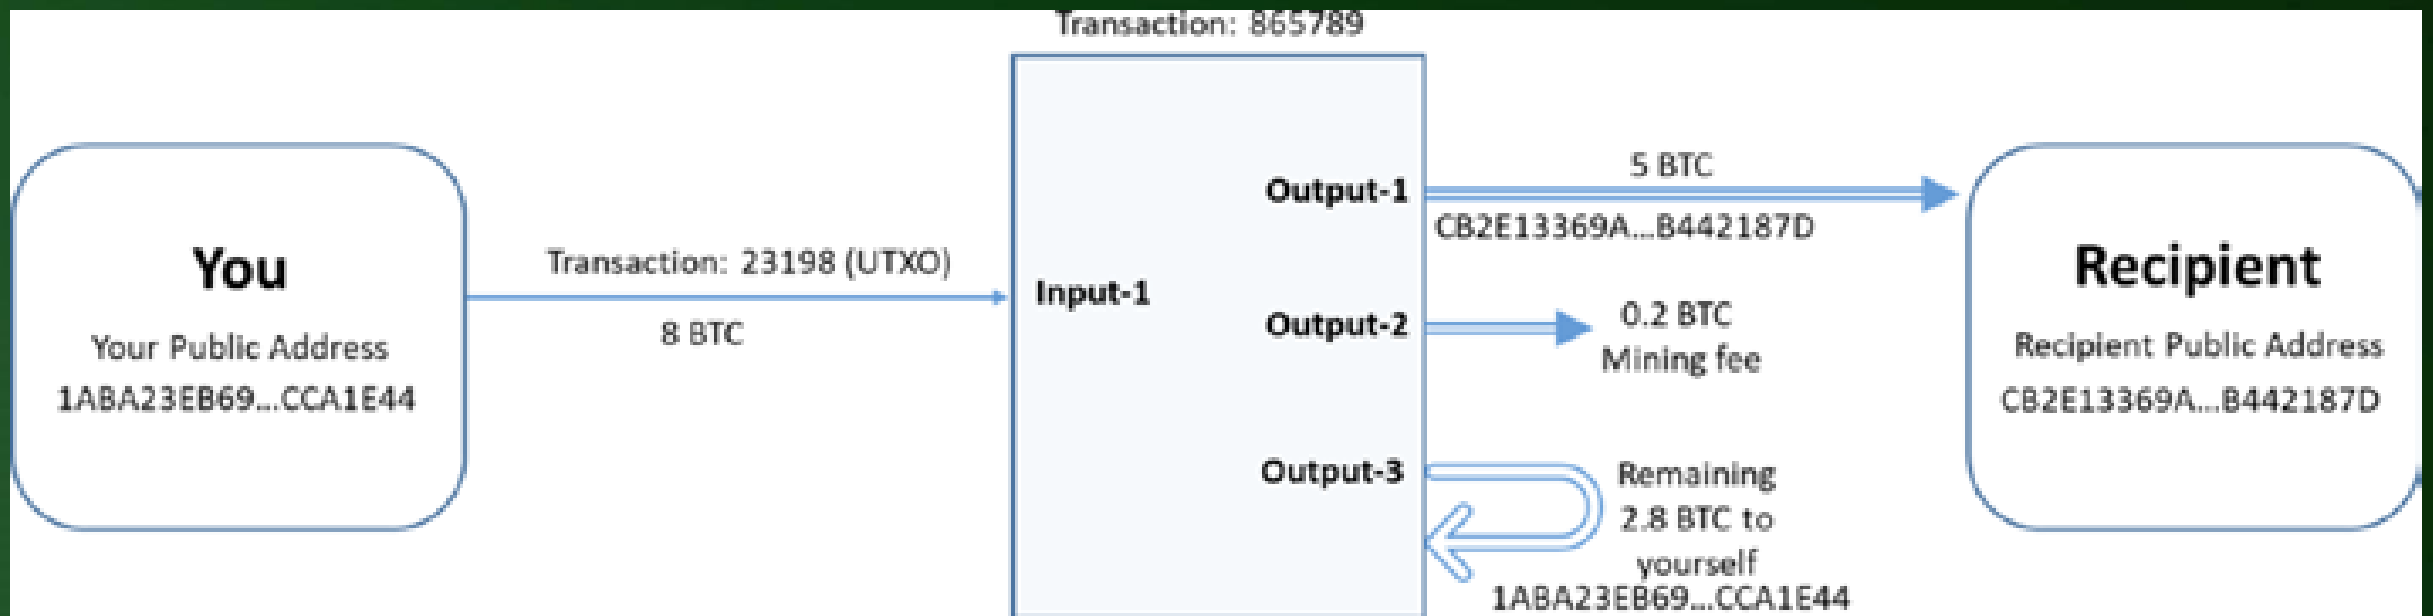 Transaction: 865789
You
Your Public Address
1ABA23EB69...CCA1E44
Transaction: 23198 (UTXO)
8 BTC
Input-1
Output-1
5 BTC
CB2E13369A...B442187D
Output-2
0.2 BTC
Mining fee
Output-3
Remaining
2.8 BTC to
yourself
1ABA23EB69...CCA1E44
Recipient
Recipient Public Address
CB2E13369A...B442187D